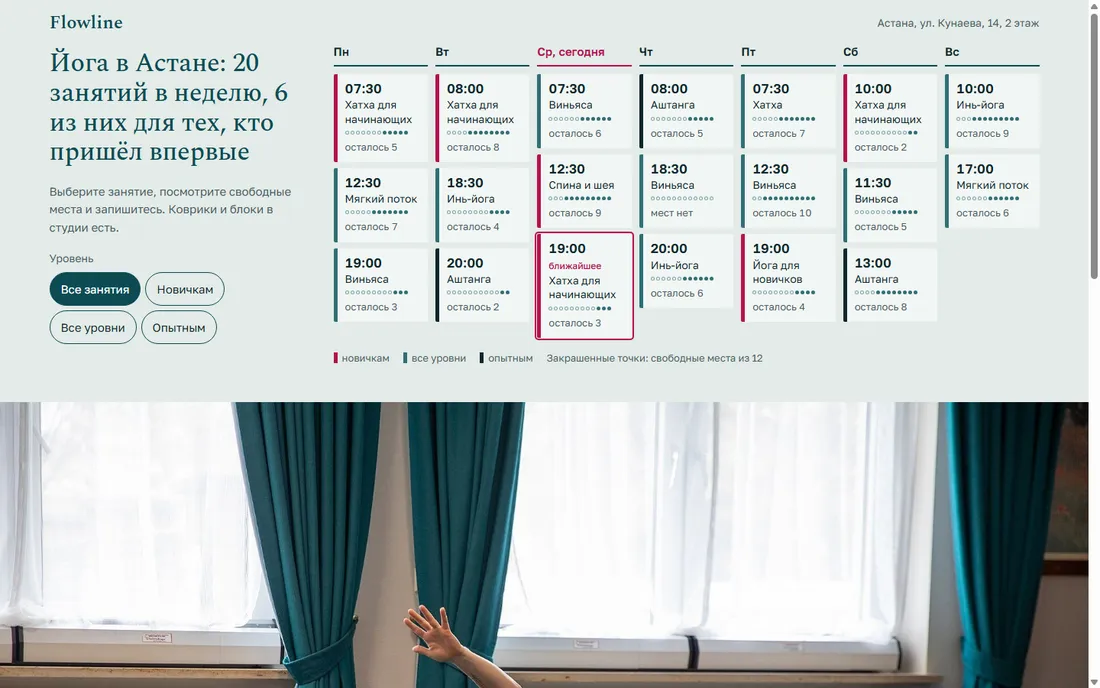 Flowline
Астана, ул. Кунаева, 14, 2 этаж
Йога в Астане: 20
занятий в неделю, 6
из них для тех, кто
пришёл впервые
Выберите занятие, посмотрите свободные
места и запишитесь. Коврики и блоки в
студии есть.
Уровень
Все занятия
Новичкам
Все уровни
Опытным
Пн
07:30
Хатха для
начинающих
осталось 5
12:30
Мягкий поток
осталось 7
19:00
Виньяса
осталось 3
Вт
08:00
Хатха для
начинающих
осталось 8
18:30
Инь-йога
осталось 4
20:00
Аштанга
осталось 2
Ср, сегодня
07:30
Виньяса
осталось 6
12:30
Спина и шея
осталось 9
19:00
ближайшее
Хатха для
начинающих
осталось 3
Чт
08:00
Аштанга
осталось 5
18:30
Виньяса
мест нет
20:00
Инь-йога
осталось 6
Пт
07:30
Хатха
осталось 7
12:30
Виньяса
осталось 10
19:00
Йога для
новичков
осталось 4
Сб
10:00
Хатха для
начинающих
осталось 2
11:30
Виньяса
осталось 5
13:00
Аштанга
осталось 8
Вс
10:00
Инь-йога
осталось 9
17:00
Мягкий поток
осталось 6
новичкам
все уровни
опытным
Закрашенные точки: свободные места из 12